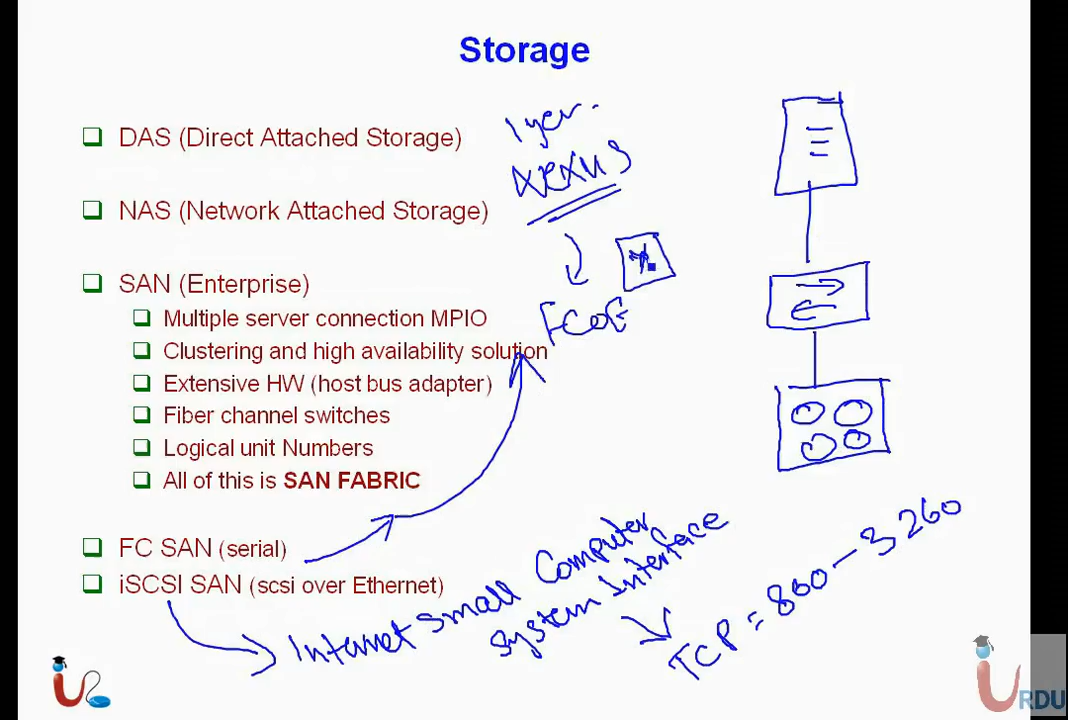 Storage
DAS (Direct Attached Storage)
NAS (Network Attached Storage)
SAN (Enterprise)
Multiple server connection MPIO
Clustering and high availability solution
Extensive HW (host bus adapter)
Fiber channel switches
Logical unit Numbers
All of this is SAN FABRIC
FC SAN (serial)
iSCSI SAN (scsi over Ethernet)
NEXUS
FCoE
Internet Small Computer
System Interface
TCP = 860 - 3260
URDU